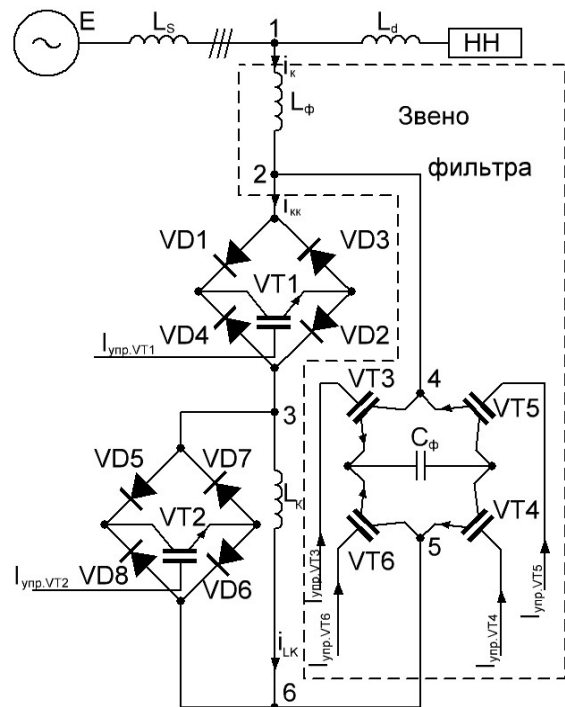 E
L_S
1
L_d
НН
i_к
L_ф
Звено
фильтра
2
i_кк
VD1
VD3
VT1
VD4
VD2
I_упр.VT1
VT3
4
VT5
3
C_ф
VD5
VD7
L_К
VT2
VT6
5
VT4
I_упр.VT2
VD8
VD6
I_упр.VT3
I_упр.VT6
I_упр.VT4
I_упр.VT5
i_LК
6